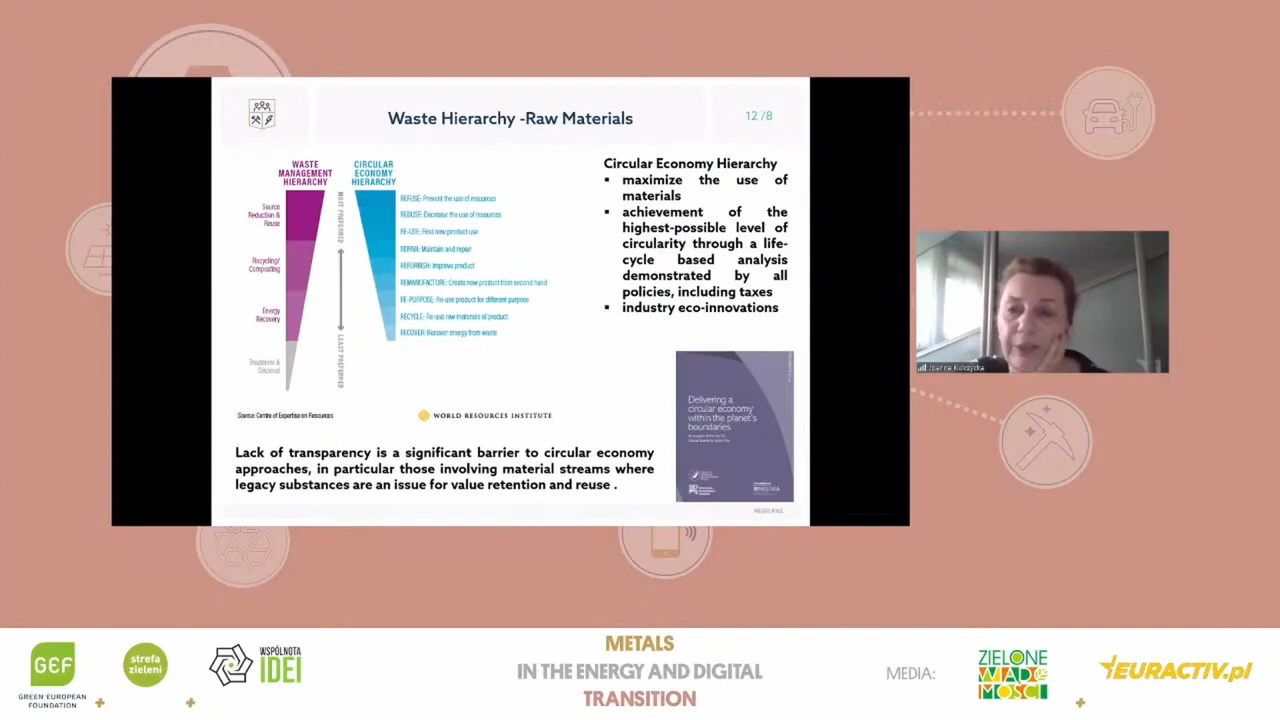 Waste Hierarchy -Raw Materials
12 /8
WASTE
MANAGEMENT
HIERARCHY
CIRCULAR
ECONOMY
HIERARCHY
Source
Reduction &
Reuse
Recycling/
Composting
Energy
Recovery
Treatment &
Disposal
MOST PREFERRED
LEAST PREFERRED
REFUSE: Prevent the use of resources
REDUSE: Decrease the use of resources
RE-USE: Find new product use
REPAIR: Maintain and repair
REFURBISH: Improve product
REMANUFACTURE: Create new product from second hand
RE-PURPOSE: Re-use product for different purpose
RECYCLE: Re-use raw materials of product
RECOVER: Recover energy from waste
Source: Centre of Expertise on Resources
WORLD RESOURCES INSTITUTE
Circular Economy Hierarchy
▪ maximize the use of
materials
▪ achievement of the
highest-possible level of
circularity through a life-
cycle based analysis
demonstrated by all
policies, including taxes
▪ industry eco-innovations
Delivering a
circular economy
within the planet's
boundaries
MISTRA
Lack of transparency is a significant barrier to circular economy
approaches, in particular those involving material streams where
legacy substances are an issue for value retention and reuse .
MEERI PAS
Joanna Kulczycka
GEF
GREEN EUROPEAN
FOUNDATION
strefa
zieleni
WSPÓLNOTA
IDEI
METALS
IN THE ENERGY AND DIGITAL
TRANSITION
MEDIA:
ZIELONE
WIADO
MOŚCI
EURACTIV.pl